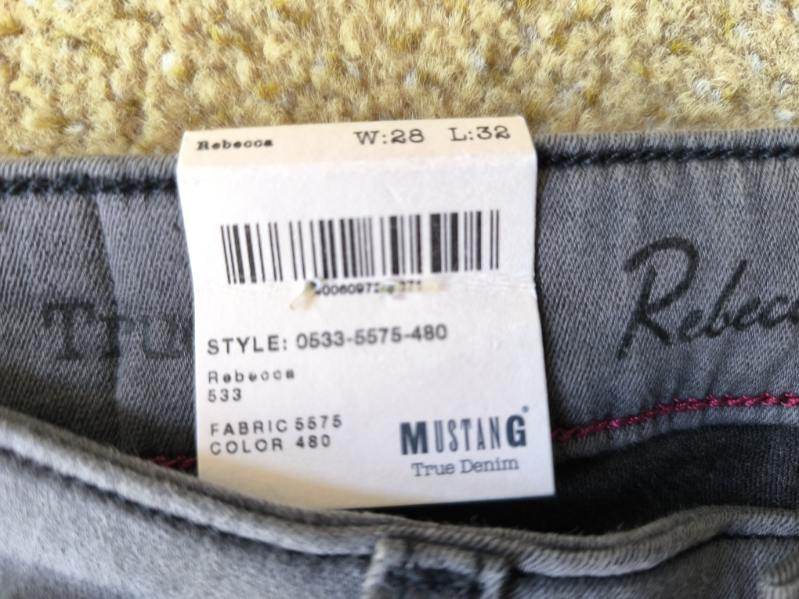 Rebecca W:28 L:32
STYLE: 0533-5575-480
Rebecca
533
FABRIC 5575
COLOR 480
MUSTANG®
True Denim
True
Rebecca